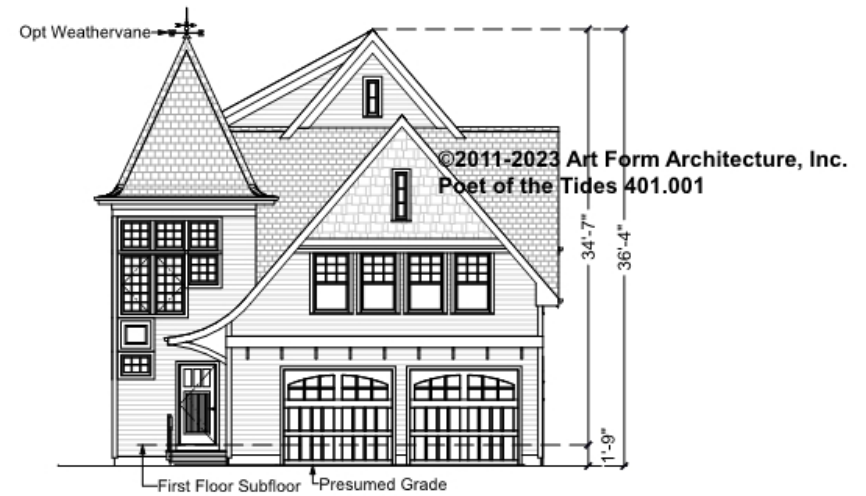 Opt Weathervane
©2011-2023 Art Form Architecture, Inc.
Poet of the Tides 401.001
34'-7"
36'-4"
1'-9"
First Floor Subfloor
Presumed Grade